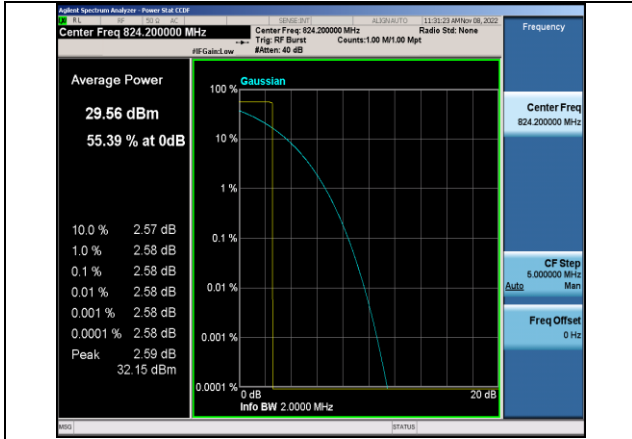 Agilent Spectrum Analyzer - Power Stat CCDF
RL RF 50 Ω AC SENSE:INT ALIGNAUTO 11:31:23 AMNov 08, 2022
Center Freq 824.200000 MHz
Center Freq: 824.200000 MHz Radio Std: None
Trig: RF Burst Counts:1.00 M/1.00 Mpt
#IFGain:Low #Atten: 40 dB
Frequency
Average Power
29.56 dBm
55.39 % at 0dB
10.0 % 2.57 dB
1.0 % 2.58 dB
0.1 % 2.58 dB
0.01 % 2.58 dB
0.001 % 2.58 dB
0.0001 % 2.58 dB
Peak 2.59 dB
32.15 dBm
Gaussian
100 %
10 %
1 %
0.1 %
0.01 %
0.001 %
0.0001 %
0 dB 20 dB
Info BW 2.0000 MHz
Center Freq
824.200000 MHz
CF Step
5.000000 MHz
Auto Man
Freq Offset
0 Hz
MSG STATUS